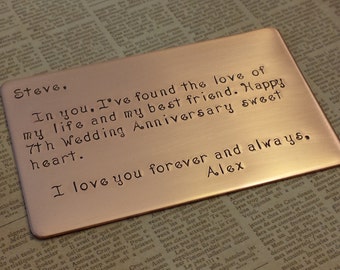 Steve,
In you, I've found the love of
my life and my best friend. Happy
7th Wedding Anniversary sweet
heart.
I love you forever and always,
Alex